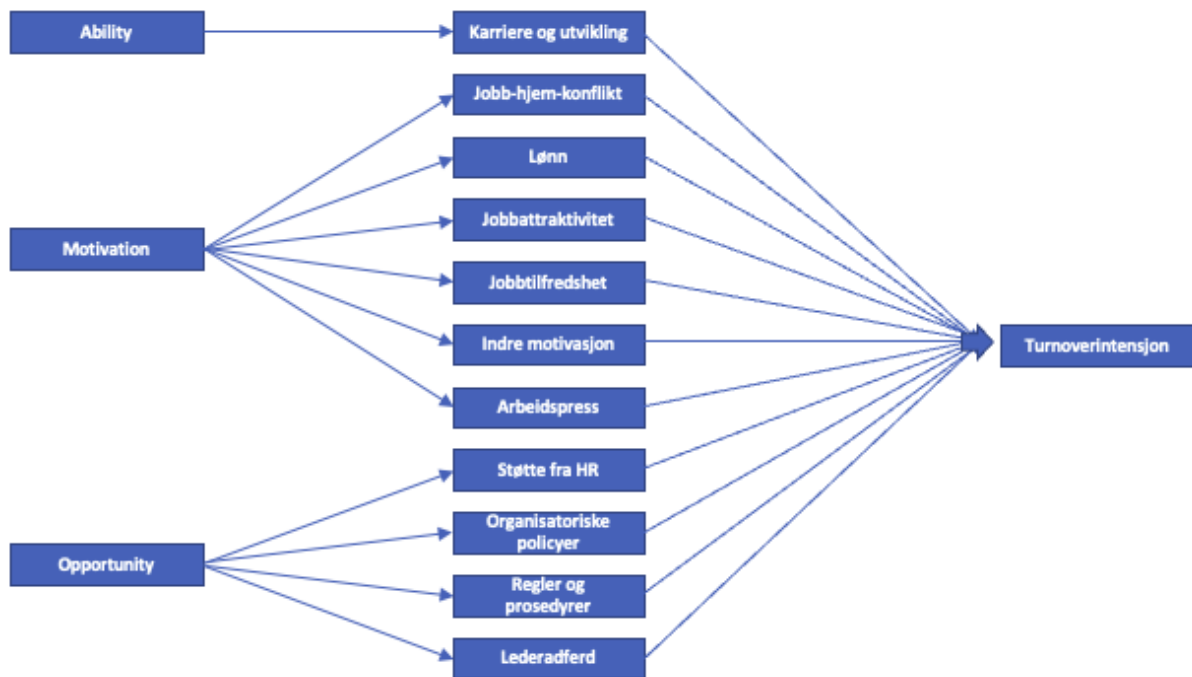 Ability
Karriere og utvikling
Jobb-hjem-konflikt
Lønn
Jobbattraktivitet
Motivation
Jobbtilfredshet
Indre motivasjon
Turnoverintensjon
Arbeidspress
Støtte fra HR
Organisatoriske
policyer
Opportunity
Regler og
prosedyrer
Lederadferd